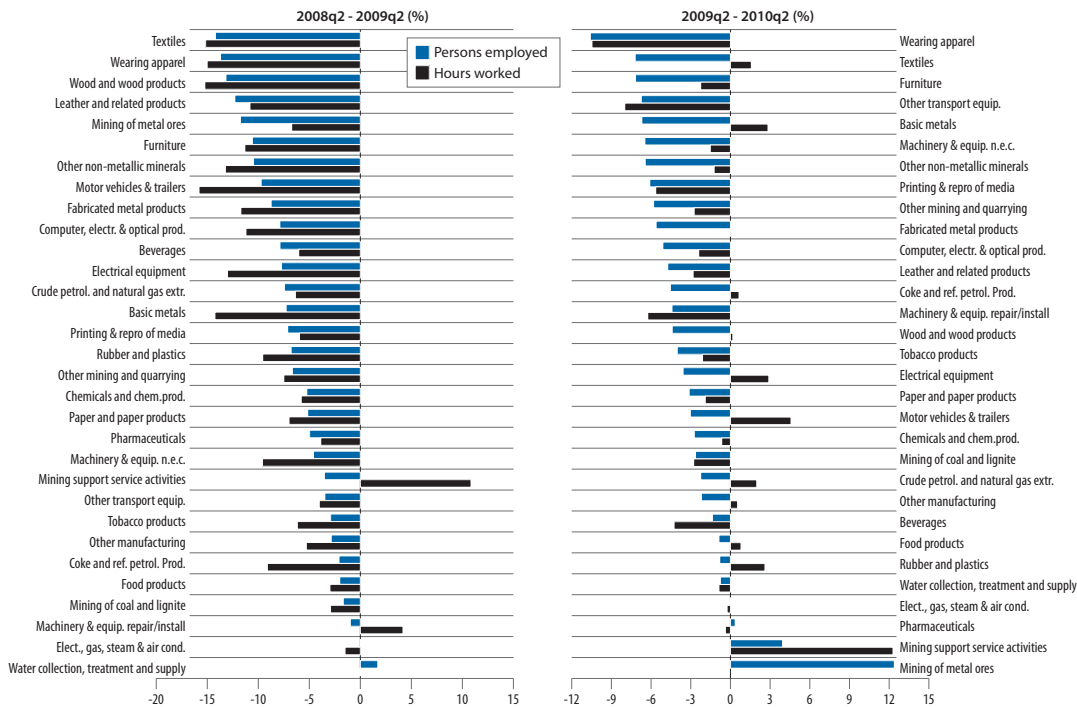 2008q2 - 2009q2 (%)
Persons employed
Hours worked
Textiles
Wearing apparel
Wood and wood products
Leather and related products
Mining of metal ores
Furniture
Other non-metallic minerals
Motor vehicles & trailers
Fabricated metal products
Computer, electr. & optical prod.
Beverages
Electrical equipment
Crude petrol. and natural gas extr.
Basic metals
Printing & repro of media
Rubber and plastics
Other mining and quarrying
Chemicals and chem.prod.
Paper and paper products
Pharmaceuticals
Machinery & equip. n.e.c.
Mining support service activities
Other transport equip.
Tobacco products
Other manufacturing
Coke and ref. petrol. Prod.
Food products
Mining of coal and lignite
Machinery & equip. repair/install
Elect., gas, steam & air cond.
Water collection, treatment and supply
-20 -15 -10 -5 0 5 10 15
2009q2 - 2010q2 (%)
Wearing apparel
Textiles
Furniture
Other transport equip.
Basic metals
Machinery & equip. n.e.c.
Other non-metallic minerals
Printing & repro of media
Other mining and quarrying
Fabricated metal products
Computer, electr. & optical prod.
Leather and related products
Coke and ref. petrol. Prod.
Machinery & equip. repair/install
Wood and wood products
Tobacco products
Electrical equipment
Paper and paper products
Motor vehicles & trailers
Chemicals and chem.prod.
Mining of coal and lignite
Crude petrol. and natural gas extr.
Other manufacturing
Beverages
Food products
Rubber and plastics
Water collection, treatment and supply
Elect., gas, steam & air cond.
Pharmaceuticals
Mining support service activities
Mining of metal ores
-12 -9 -6 -3 0 3 6 9 12 15